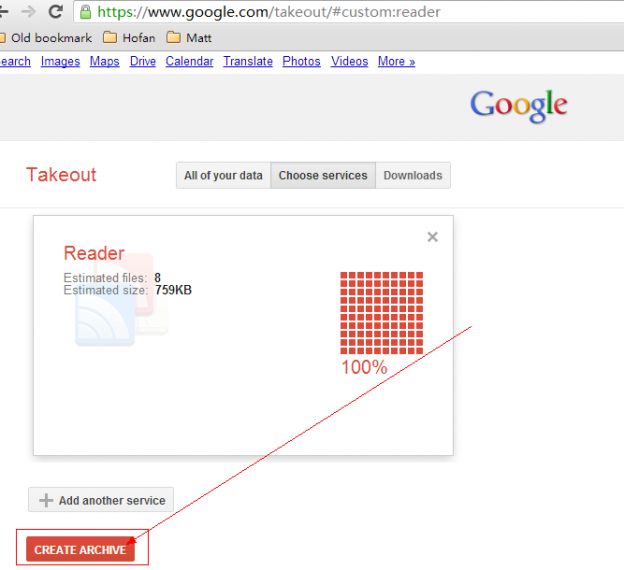 https://www.google.com/takeout/#custom:reader
Old bookmark Hofan Matt
earch Images Maps Drive Calendar Translate Photos Videos More »
Google
Takeout All of your data Choose services Downloads
Reader
Estimated files: 8
Estimated size: 759KB
100%
Add another service
CREATE ARCHIVE